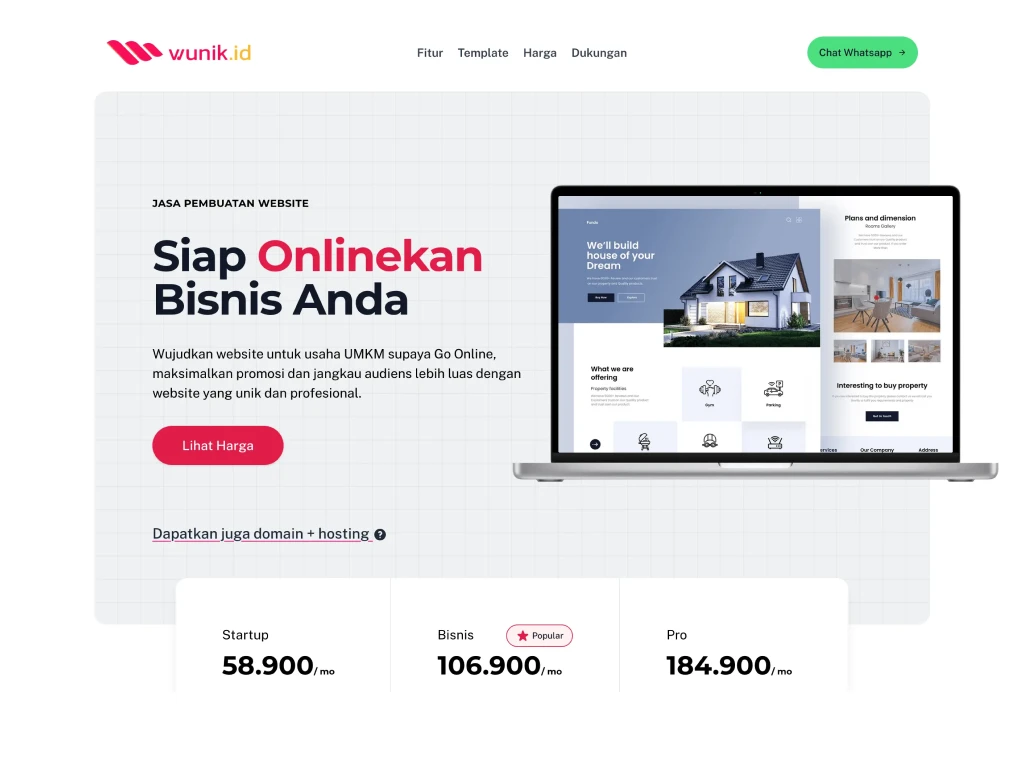 wunik.id
Fitur Template Harga Dukungan
Chat Whatsapp →
JASA PEMBUATAN WEBSITE
Siap Onlinekan
Bisnis Anda
Wujudkan website untuk usaha UMKM supaya Go Online,
maksimalkan promosi dan jangkau audiens lebih luas dengan
website yang unik dan profesional.
Lihat Harga
Dapatkan juga domain + hosting ?
We'll build
house of your
Dream
What we are
offering
Property facilities
Gym
Parking
Plans and dimension
Rooms Gallery
Interesting to buy property
Get in touch
Our Company
Address
Startup
58.900/ mo
Bisnis
Popular
106.900/ mo
Pro
184.900/ mo